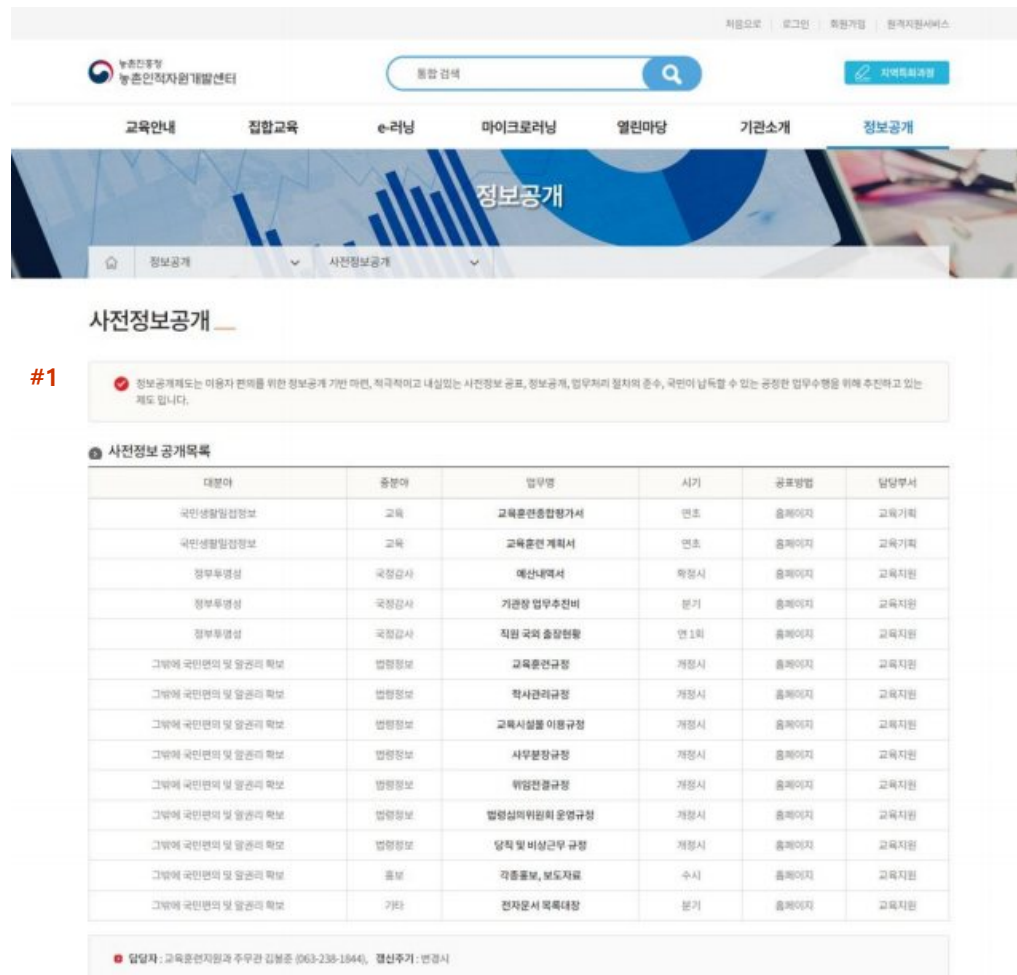 처음으로 로그인 회원가입 원격지원서비스
농촌진흥청
농촌인적자원개발센터
통합 검색
지역특화과정
교육안내 집합교육 e-러닝 마이크로러닝 열린마당 기관소개 정보공개
정보공개
정보공개 사전정보공개
사전정보공개
#1
정보공개제도는 이용자 편의를 위한 정보공개 기반 마련, 적극적이고 내실있는 사전정보 공표, 정보공개, 업무처리 절차의 준수, 국민이 납득할 수 있는 공정한 업무수행을 위해 추진하고 있는
제도 입니다.
사전정보 공개목록
대분야 중분야 업무명 시기 공표방법 담당부서
국민생활밀접정보 교육 교육훈련종합평가서 연초 홈페이지 교육기획
국민생활밀접정보 교육 교육훈련 계획서 연초 홈페이지 교육기획
정부투명성 국정감사 예산내역서 확정시 홈페이지 교육지원
정부투명성 국정감사 기관장 업무추진비 분기 홈페이지 교육지원
정부투명성 국정감사 직원 국외 출장현황 연 1회 홈페이지 교육지원
그밖에 국민편의 및 알권리 확보 법령정보 교육훈련규정 개정시 홈페이지 교육지원
그밖에 국민편의 및 알권리 확보 법령정보 학사관리규정 개정시 홈페이지 교육지원
그밖에 국민편의 및 알권리 확보 법령정보 교육시설물 이용규정 개정시 홈페이지 교육지원
그밖에 국민편의 및 알권리 확보 법령정보 사무분장규정 개정시 홈페이지 교육지원
그밖에 국민편의 및 알권리 확보 법령정보 위임전결규정 개정시 홈페이지 교육지원
그밖에 국민편의 및 알권리 확보 법령정보 법령심의위원회 운영규정 개정시 홈페이지 교육지원
그밖에 국민편의 및 알권리 확보 법령정보 당직 및 비상근무 규정 개정시 홈페이지 교육지원
그밖에 국민편의 및 알권리 확보 홍보 각종홍보, 보도자료 수시 홈페이지 교육지원
그밖에 국민편의 및 알권리 확보 기타 전자문서 목록대장 분기 홈페이지 교육지원
담당자 : 교육훈련지원과 주무관 김봉준 (063-238-1844), 갱신주기 : 변경시